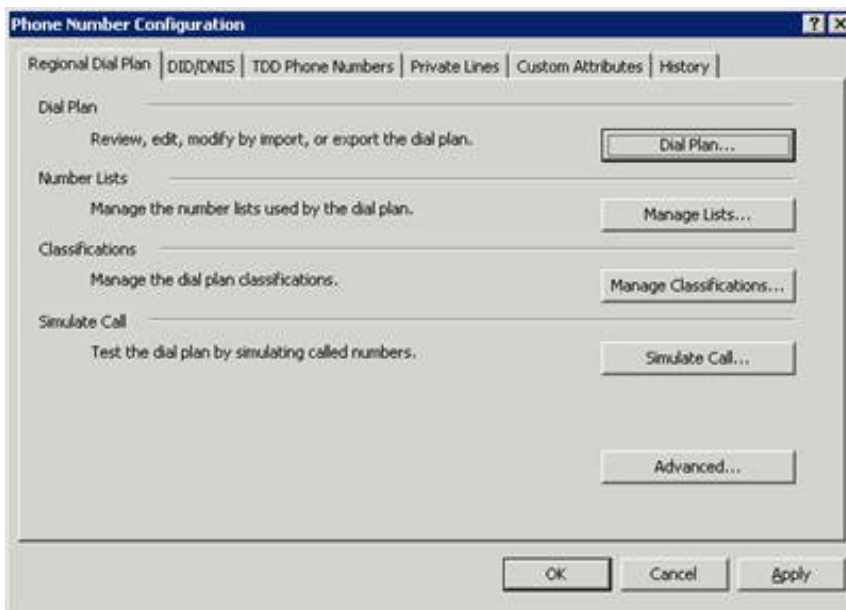 Phone Number Configuration
Regional Dial Plan DID/DNIS TDD Phone Numbers Private Lines Custom Attributes History
Dial Plan
Review, edit, modify by import, or export the dial plan. Dial Plan...
Number Lists
Manage the number lists used by the dial plan. Manage Lists...
Classifications
Manage the dial plan classifications. Manage Classifications...
Simulate Call
Test the dial plan by simulating called numbers. Simulate Call...
Advanced...
OK Cancel Apply